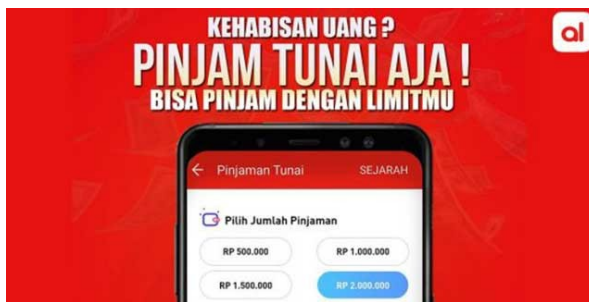 KEHABISAN UANG ?
PINJAM TUNAI AJA !
BISA PINJAM DENGAN LIMITMU
al
Pinjaman Tunai SEJARAH
Pilih Jumlah Pinjaman
RP 500.000 RP 1.000.000
RP 1.500.000 RP 2.000.000